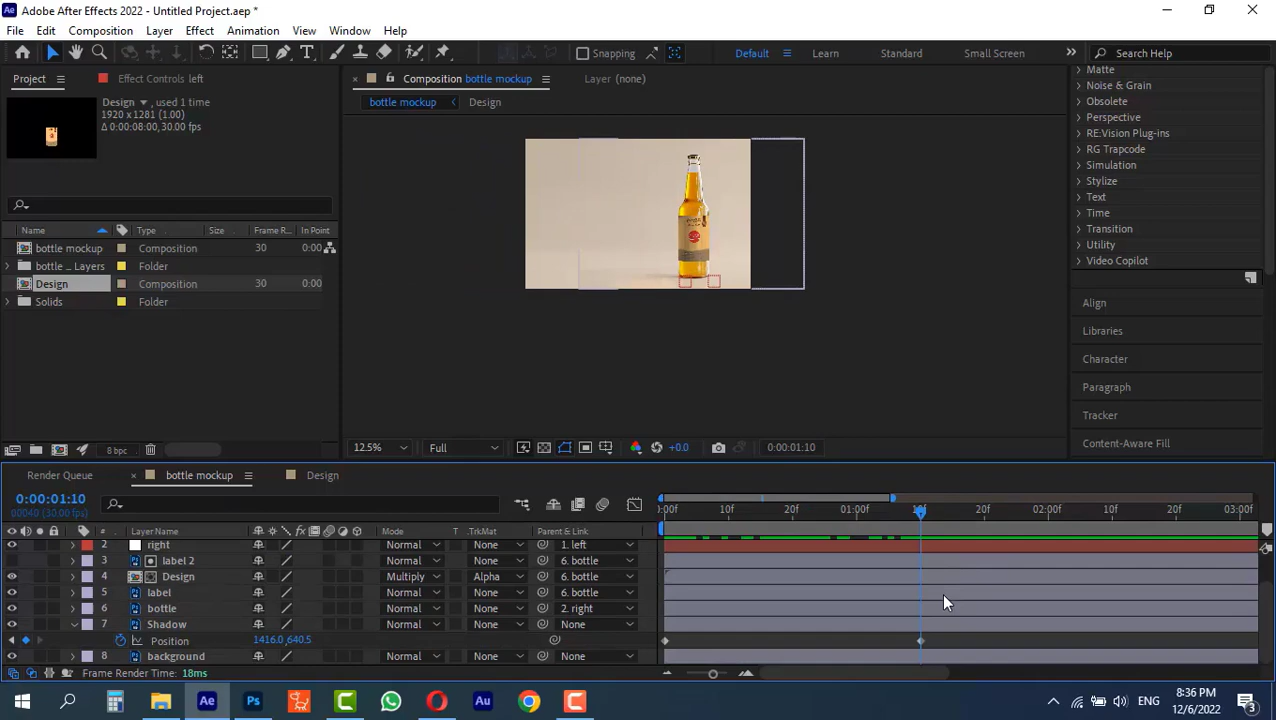 Adobe After Effects 2022 - Untitled Project.aep *
File Edit Composition Layer Effect Animation View Window Help
Snapping Default Learn Standard Small Screen Search Help
Project Effect Controls left
Composition bottle mockup Layer (none)
bottle mockup Design
Design , used 1 time
1920 x 1281 (1.00)
Δ 0:00:08:00, 30.00 fps
Name Type Size Frame R... In Point
bottle mockup Composition 30 0:00
bottle _ Layers Folder
Design Composition 30 0:00
Solids Folder
8 bpc
12.5% Full +0.0 0:00:01:10
Matte
Noise & Grain
Obsolete
Perspective
RE:Vision Plug-ins
RG Trapcode
Simulation
Stylize
Text
Time
Transition
Utility
Video Copilot
Align
Libraries
Character
Paragraph
Tracker
Content-Aware Fill
Render Queue bottle mockup Design
0:00:01:10
00040 (30.00 fps)
# LayerName Mode T .TrkMat Parent & Link
:00f 10f 20f 01:00f 20f 02:00f 10f 20f 03:00f
2 right Normal None 1. left
3 label 2 Normal None 6. bottle
4 Design Multiply Alpha 6. bottle
5 label Normal None 6. bottle
6 bottle Normal None 2. right
7 Shadow Normal None None
Position 1416.0,640.5
8 background Normal None None
Frame Render Time: 18ms
Ae Ps Au ENG 8:36 PM
12/6/2022 3